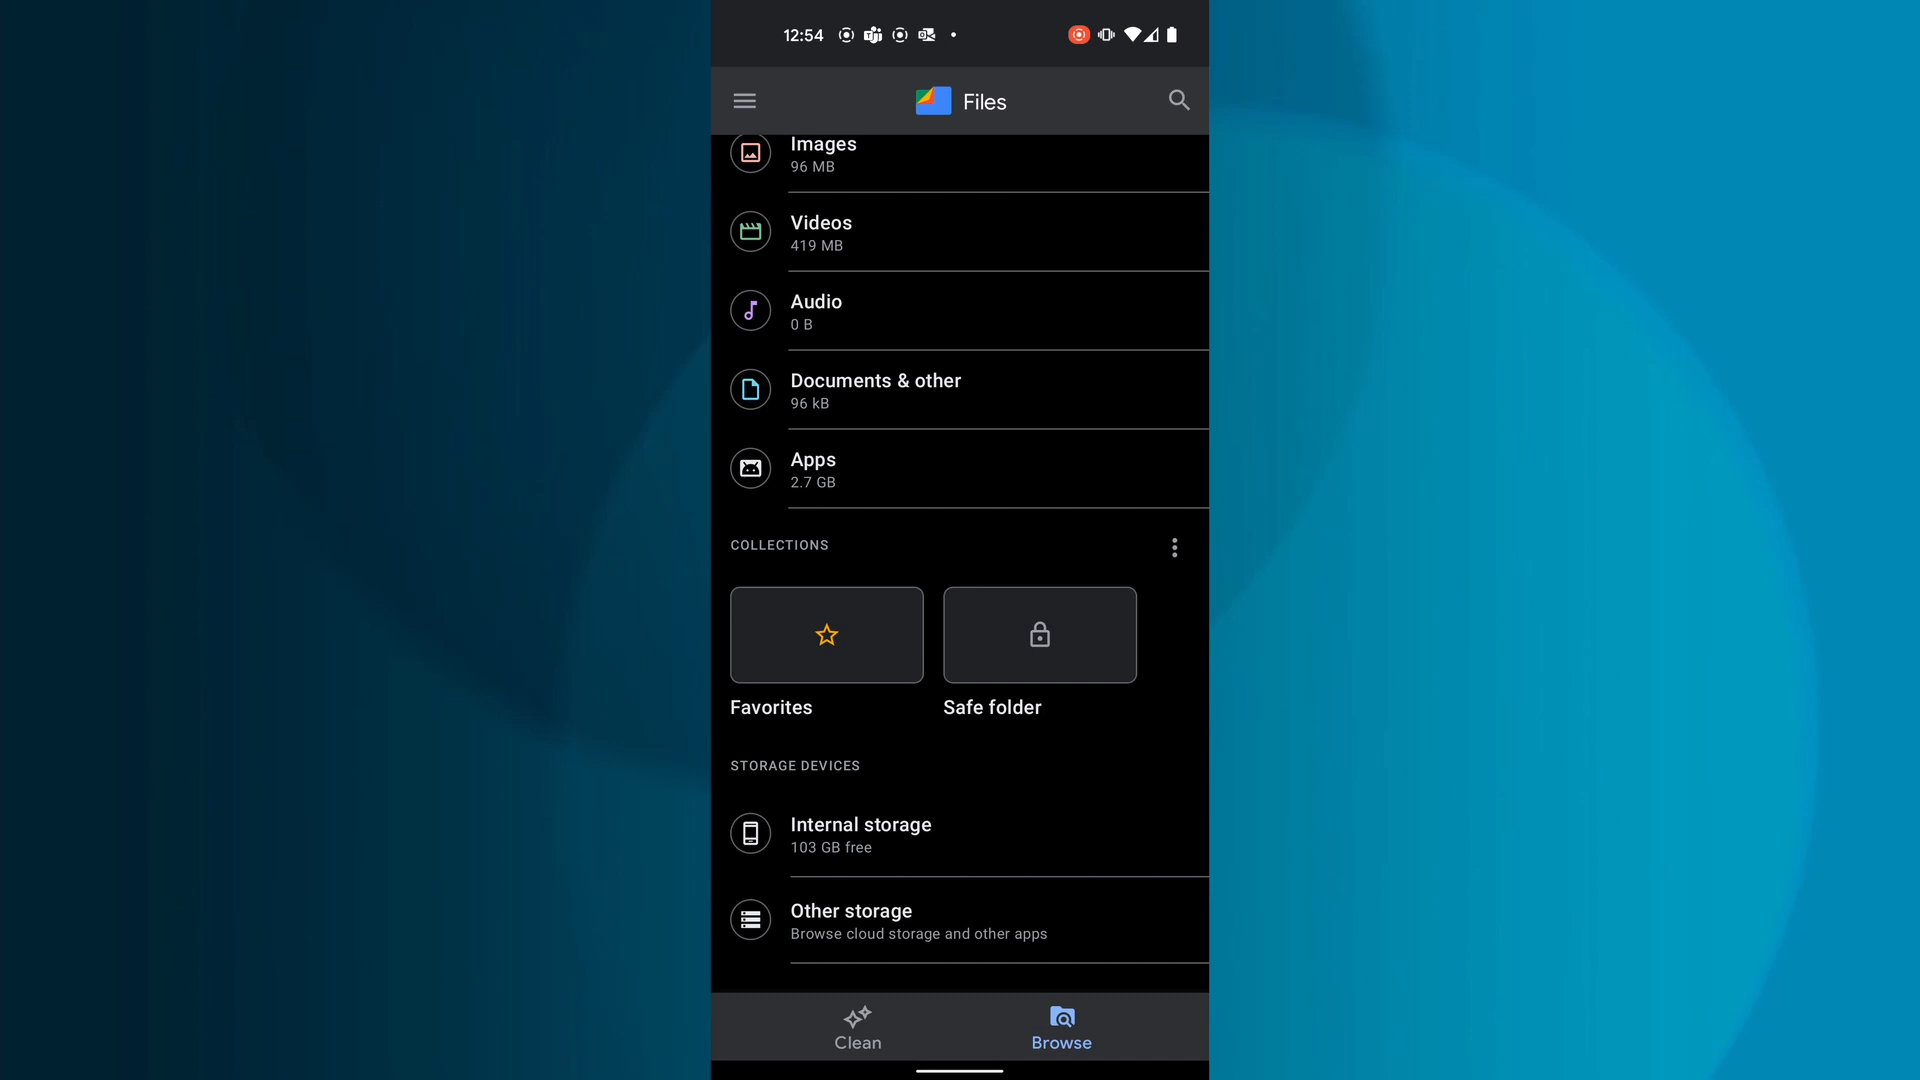 12:54
Files
Images
96 MB
Videos
419 MB
Audio
0 B
Documents & other
96 kB
Apps
2.7 GB
COLLECTIONS
Favorites
Safe folder
STORAGE DEVICES
Internal storage
103 GB free
Other storage
Browse cloud storage and other apps
Clean
Browse